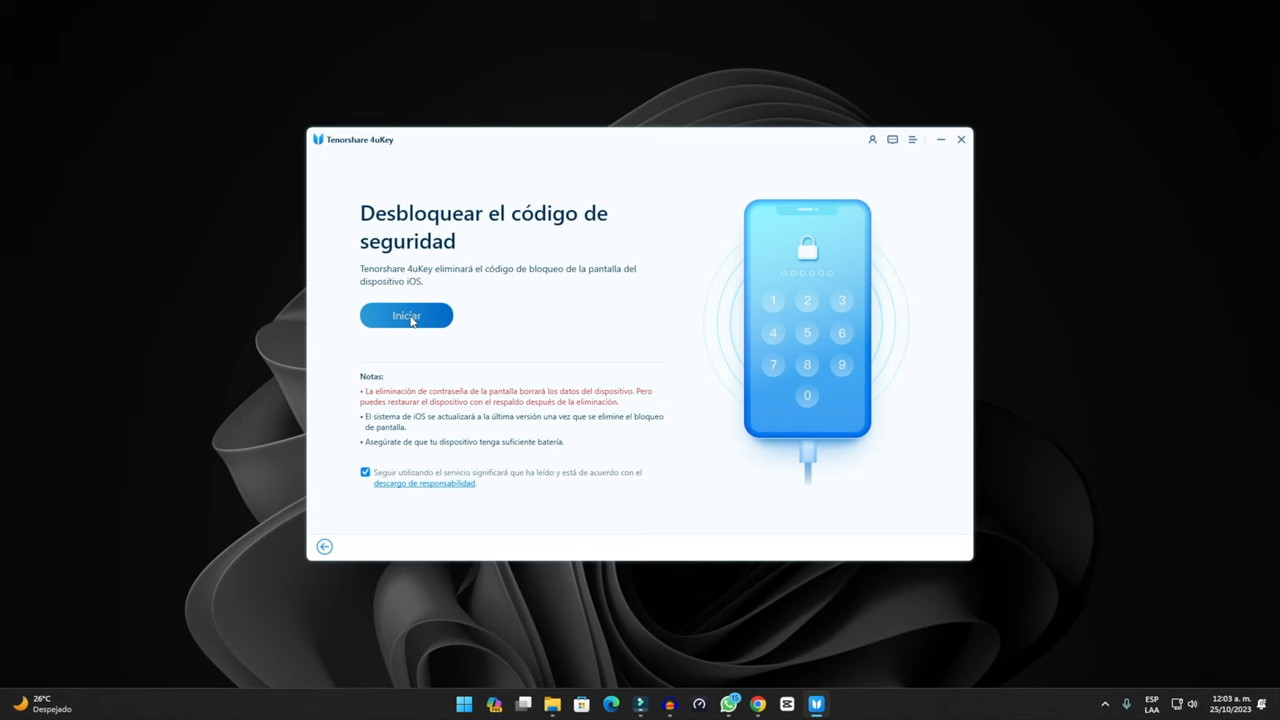 Tenorshare 4uKey
Desbloquear el código de
seguridad
Tenorshare 4uKey eliminará el código de bloqueo de la pantalla del
dispositivo iOS.
Iniciar
Notas:
• La eliminación de contraseña de la pantalla borrará los datos del dispositivo. Pero
puedes restaurar el dispositivo con el respaldo después de la eliminación.
• El sistema de iOS se actualizará a la última versión una vez que se elimine el bloqueo
de pantalla.
• Asegúrate de que tu dispositivo tenga suficiente batería.
Seguir utilizando el servicio significará que ha leído y está de acuerdo con el
descargo de responsabilidad.
1 2 3
4 5 6
7 8 9
0
26°C
Despejado
PRE
15
ESP
LAA
12:03 a. m.
25/10/2023